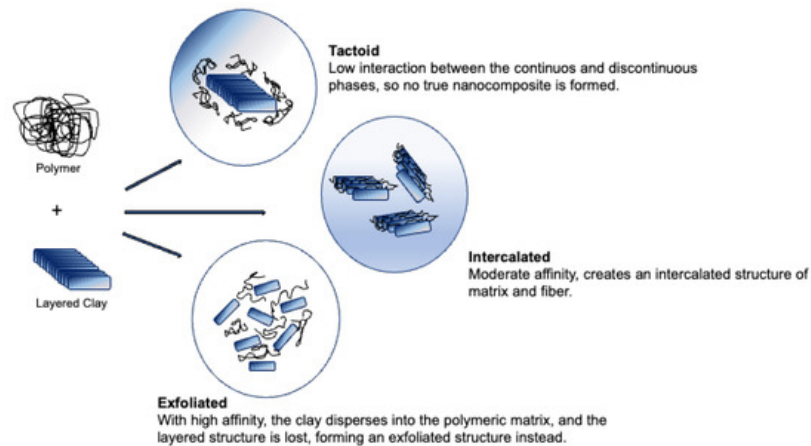 Tactoid
Low interaction between the continuos and discontinuous
phases, so no true nanocomposite is formed.
Polymer
+
Layered Clay
Intercalated
Moderate affinity, creates an intercalated structure of
matrix and fiber.
Exfoliated
With high affinity, the clay disperses into the polymeric matrix, and the
layered structure is lost, forming an exfoliated structure instead.